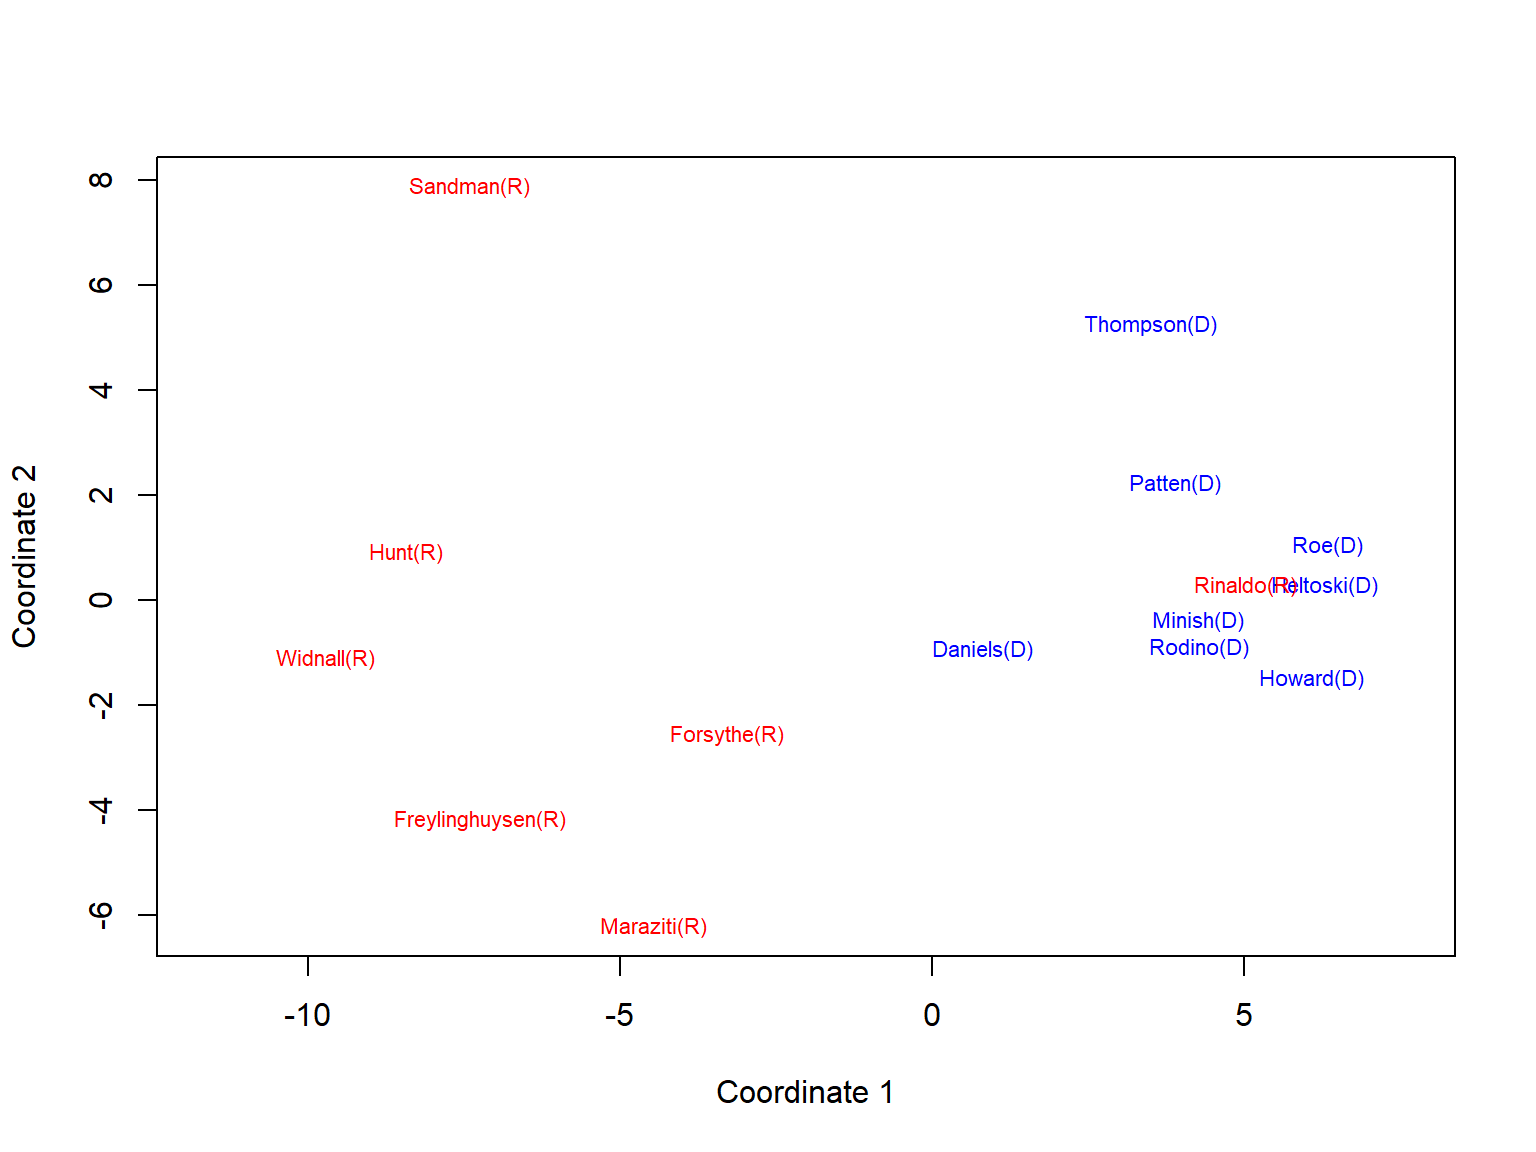 8
6
4
2
0
-2
-4
-6
Coordinate 2
Sandman(R)
Thompson(D)
Patten(D)
Roe(D)
Hunt(R)
Rinaldo(R)
Heltoski(D)
Minish(D)
Rodino(D)
Daniels(D)
Widnall(R)
Howard(D)
Forsythe(R)
Freylinghuysen(R)
Maraziti(R)
-10
-5
0
5
Coordinate 1